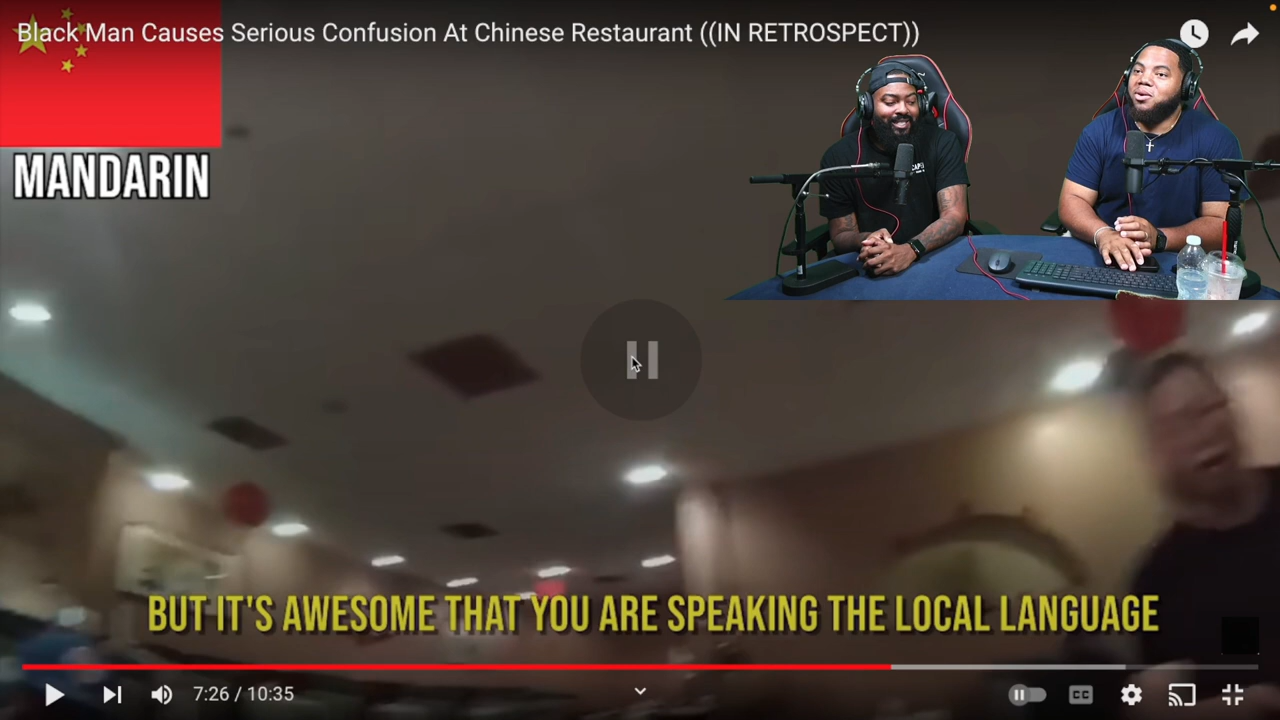 Black Man Causes Serious Confusion At Chinese Restaurant ((IN RETROSPECT))
MANDARIN
BUT IT'S AWESOME THAT YOU ARE SPEAKING THE LOCAL LANGUAGE
7:26 / 10:35
CC